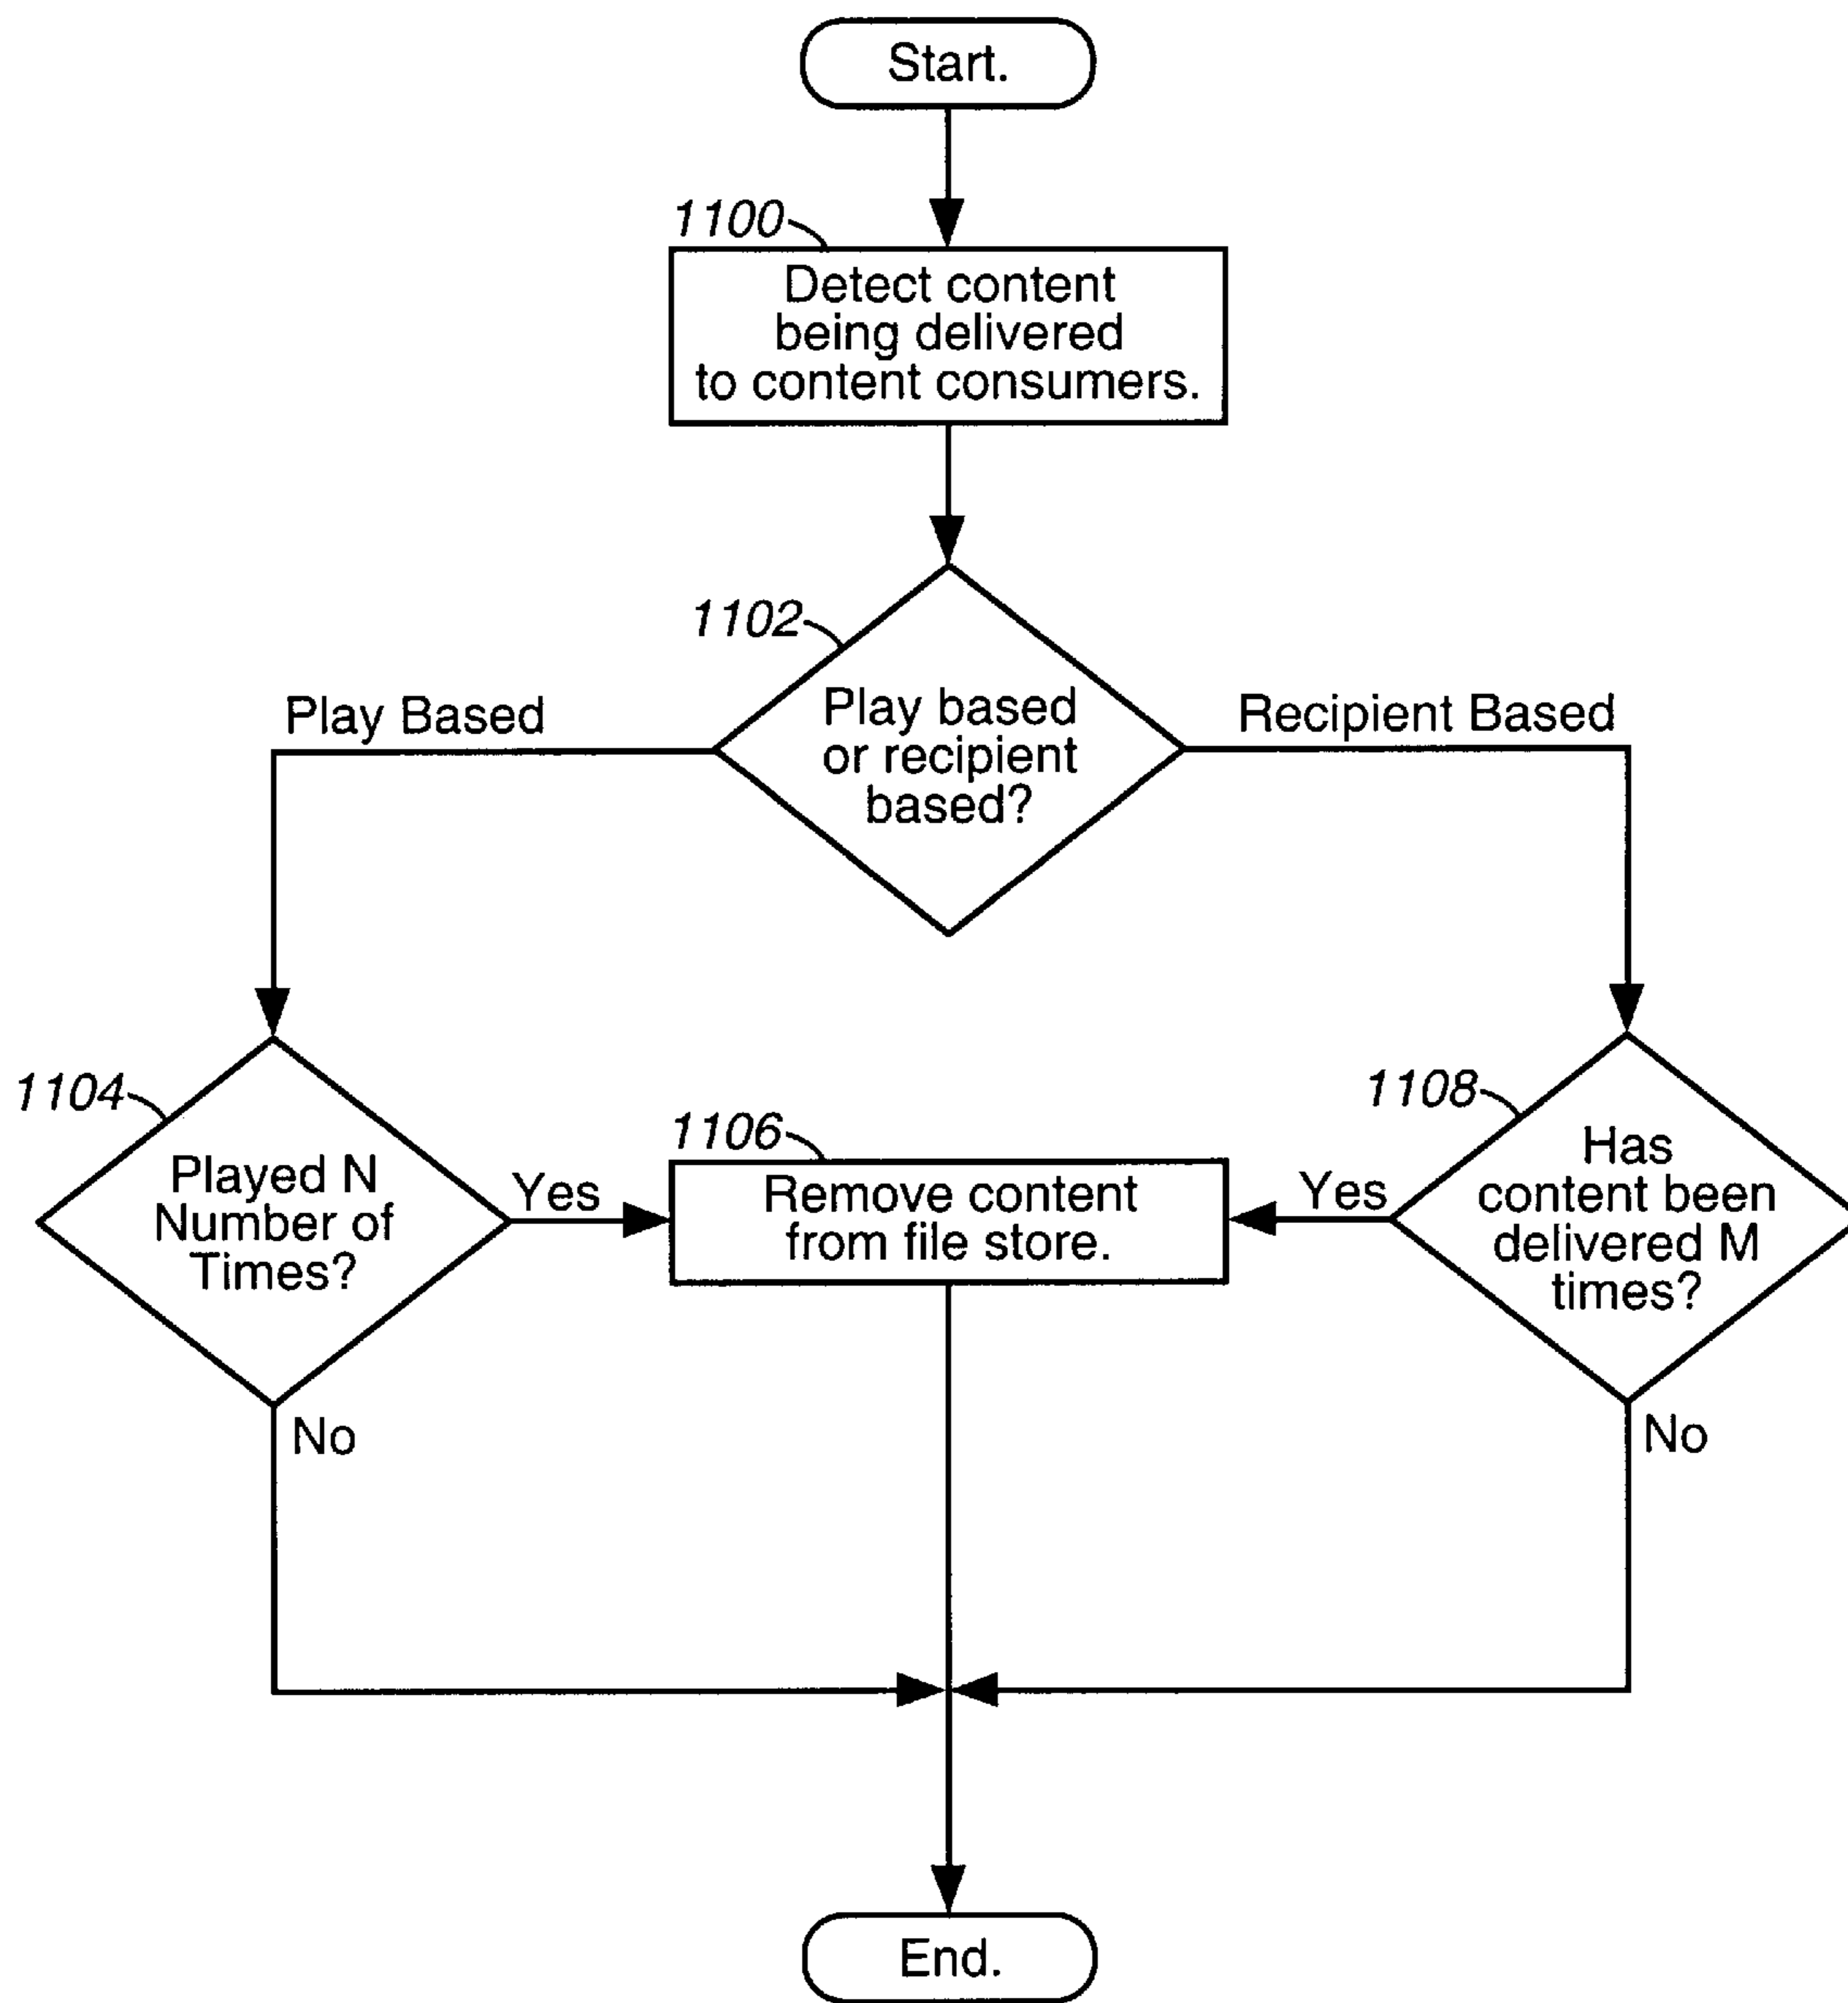 Start.
1100
Detect content
being delivered
to content consumers.
1102
Play based
or recipient
based?
Play Based
Recipient Based
1104
Played N
Number of
Times?
Yes
1106
Remove content
from file store.
Yes
1108
Has
content been
delivered M
times?
No
No
End.